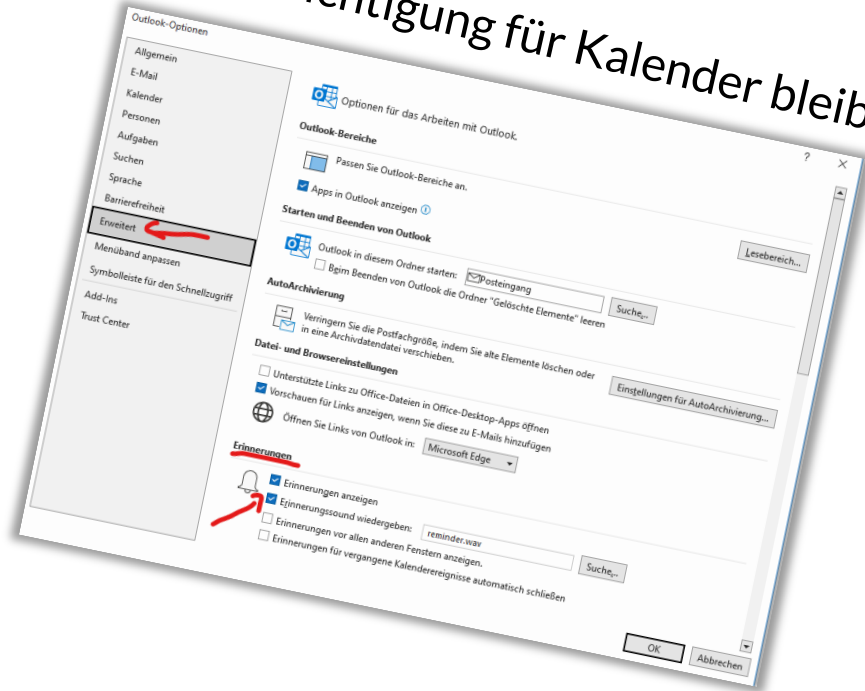 für Kalender bleib
Outlook-Optionen
? ×
Allgemein
E-Mail
Kalender
Personen
Aufgaben
Suchen
Sprache
Barrierefreiheit
Erweitert
Menüband anpassen
Symbolleiste für den Schnellzugriff
Add-Ins
Trust Center
Optionen für das Arbeiten mit Outlook.
Outlook-Bereiche
Passen Sie Outlook-Bereiche an.
Lesebereich...
Apps in Outlook anzeigen
Starten und Beenden von Outlook
Outlook in diesem Ordner starten: Posteingang Suche...
Beim Beenden von Outlook die Ordner "Gelöschte Elemente" leeren
AutoArchivierung
Verringern Sie die Postfachgröße, indem Sie alte Elemente löschen oder
in eine Archivdatendatei verschieben.
Einstellungen für AutoArchivierung...
Datei- und Browsereinstellungen
Unterstützte Links zu Office-Dateien in Office-Desktop-Apps öffnen
Vorschauen für Links anzeigen, wenn Sie diese zu E-Mails hinzufügen
Öffnen Sie Links von Outlook in: Microsoft Edge
Erinnerungen
Erinnerungen anzeigen
Erinnerungssound wiedergeben: reminder.wav Suche...
Erinnerungen vor allen anderen Fenstern anzeigen.
Erinnerungen für vergangene Kalenderereignisse automatisch schließen
OK Abbrechen